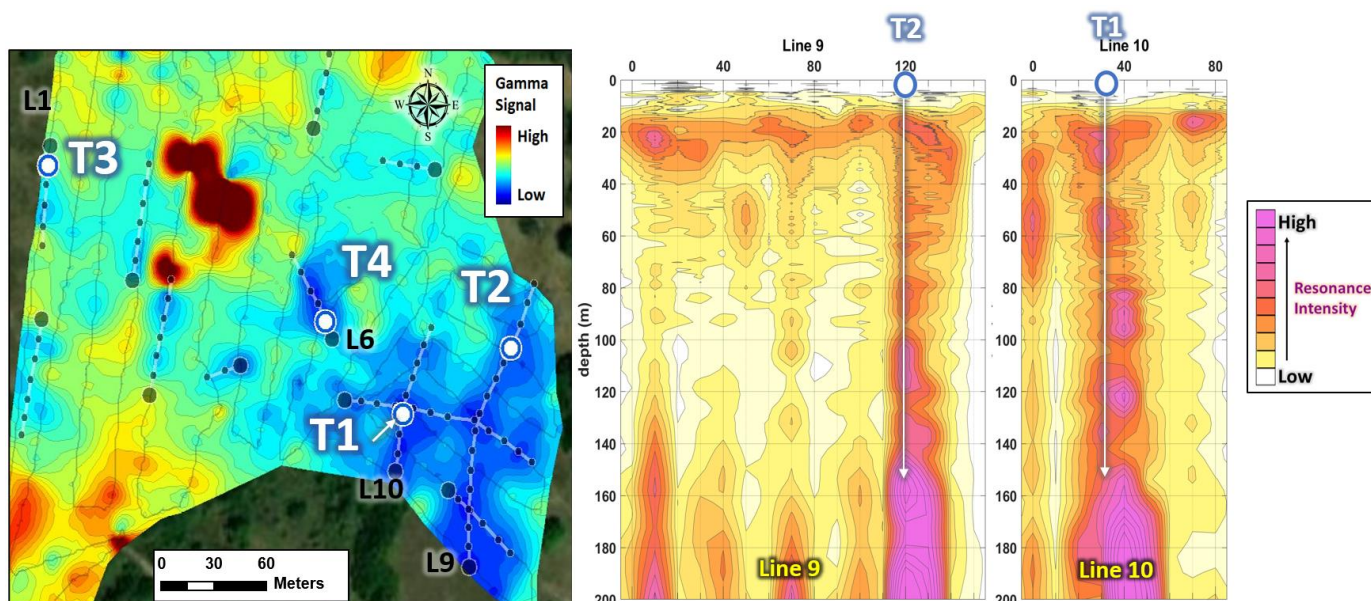 L1
T3
T4
T2
T1
L6
L10
L9
N
W E
S
Gamma
Signal
High
Low
0 30 60
Meters
T2
Line 9
0 40 80 120
0
20
40
60
80
100
120
140
160
180
200
depth (m)
Line 9
T1
Line 10
0 40 80
0
20
40
60
80
100
120
140
160
180
200
Line 10
High
Resonance
Intensity
Low